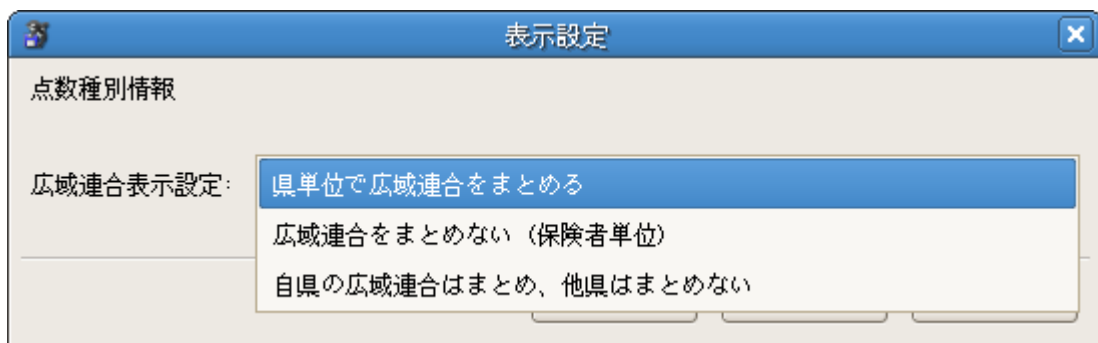 表示設定
点数種別情報
広域連合表示設定:
県単位で広域連合をまとめる
広域連合をまとめない（保険者単位）
自県の広域連合はまとめ、他県はまとめない